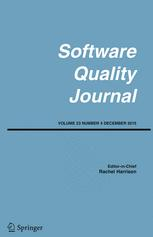 Software
Quality
Journal
VOLUME 23 NUMBER 4 DECEMBER 2015
Editor-in-Chief
Rachel Harrison
Springer